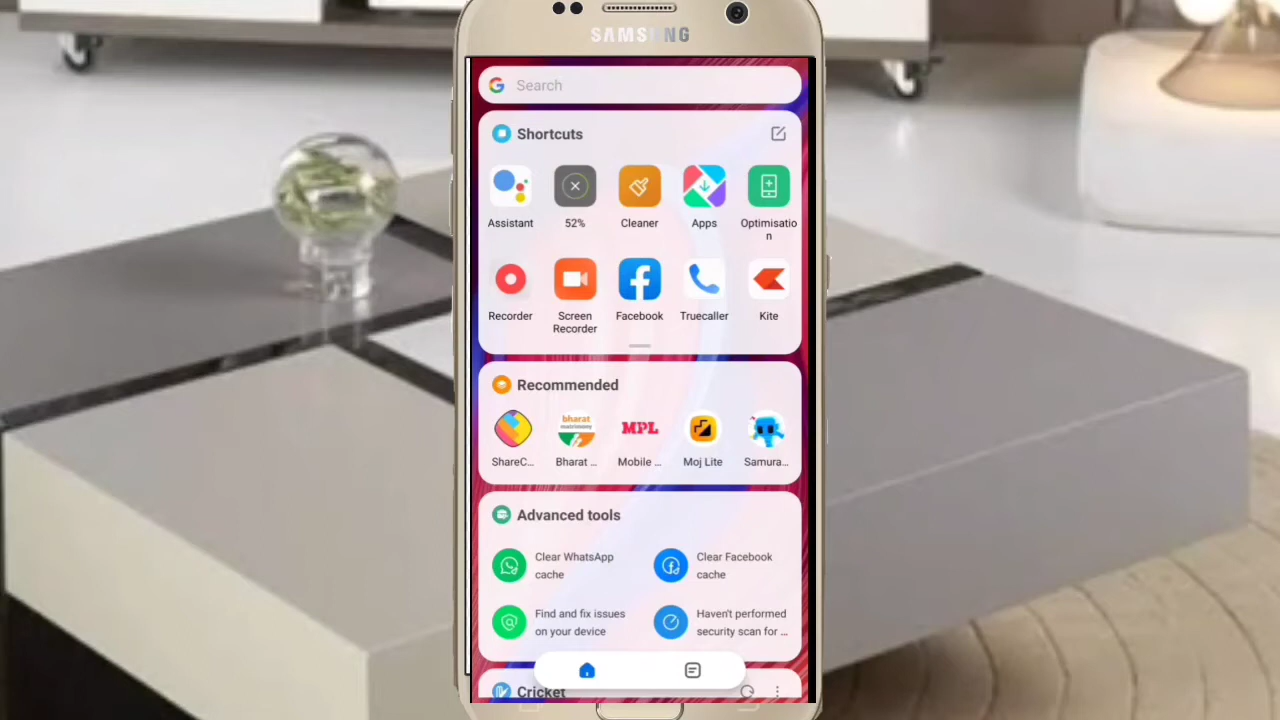 SAMSUNG
Search
Shortcuts
Assistant
52%
Cleaner
Apps
Optimisatio
n
Recorder
Screen
Recorder
Facebook
Truecaller
Kite
Recommended
bharat
matrimony
MPL
ShareC...
Bharat ...
Mobile ...
Moj Lite
Samura...
Advanced tools
Clear WhatsApp
cache
Clear Facebook
cache
Find and fix issues
on your device
Haven't performed
security scan for ...
Cricket